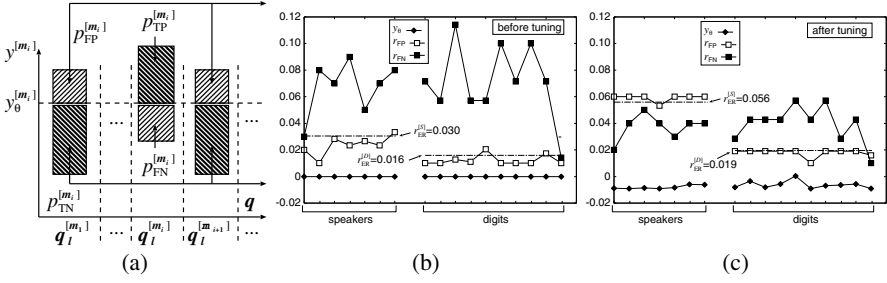 p_FP^[m_i]
p_TP^[m_i]
y^[m_i]
y_θ^[m_i]
... ... ...
p_FN^[m_i]
p_TN^[m_i]
q
q_l^[m_1] ... q_l^[m_i] q_l^[m_{i+1}] ...
(a)
0.12
0.10
0.08
0.06
0.04
0.02
0
-0.02
y_θ
r_FP
r_FN
before tuning
r_ER^[S]=0.030
r_ER^[D]=0.016
speakers
digits
(b)
0.12
0.10
0.08
0.06
0.04
0.02
0
-0.02
y_θ
r_FP
r_FN
after tuning
r_ER^[S]=0.056
r_ER^[D]=0.019
speakers
digits
(c)